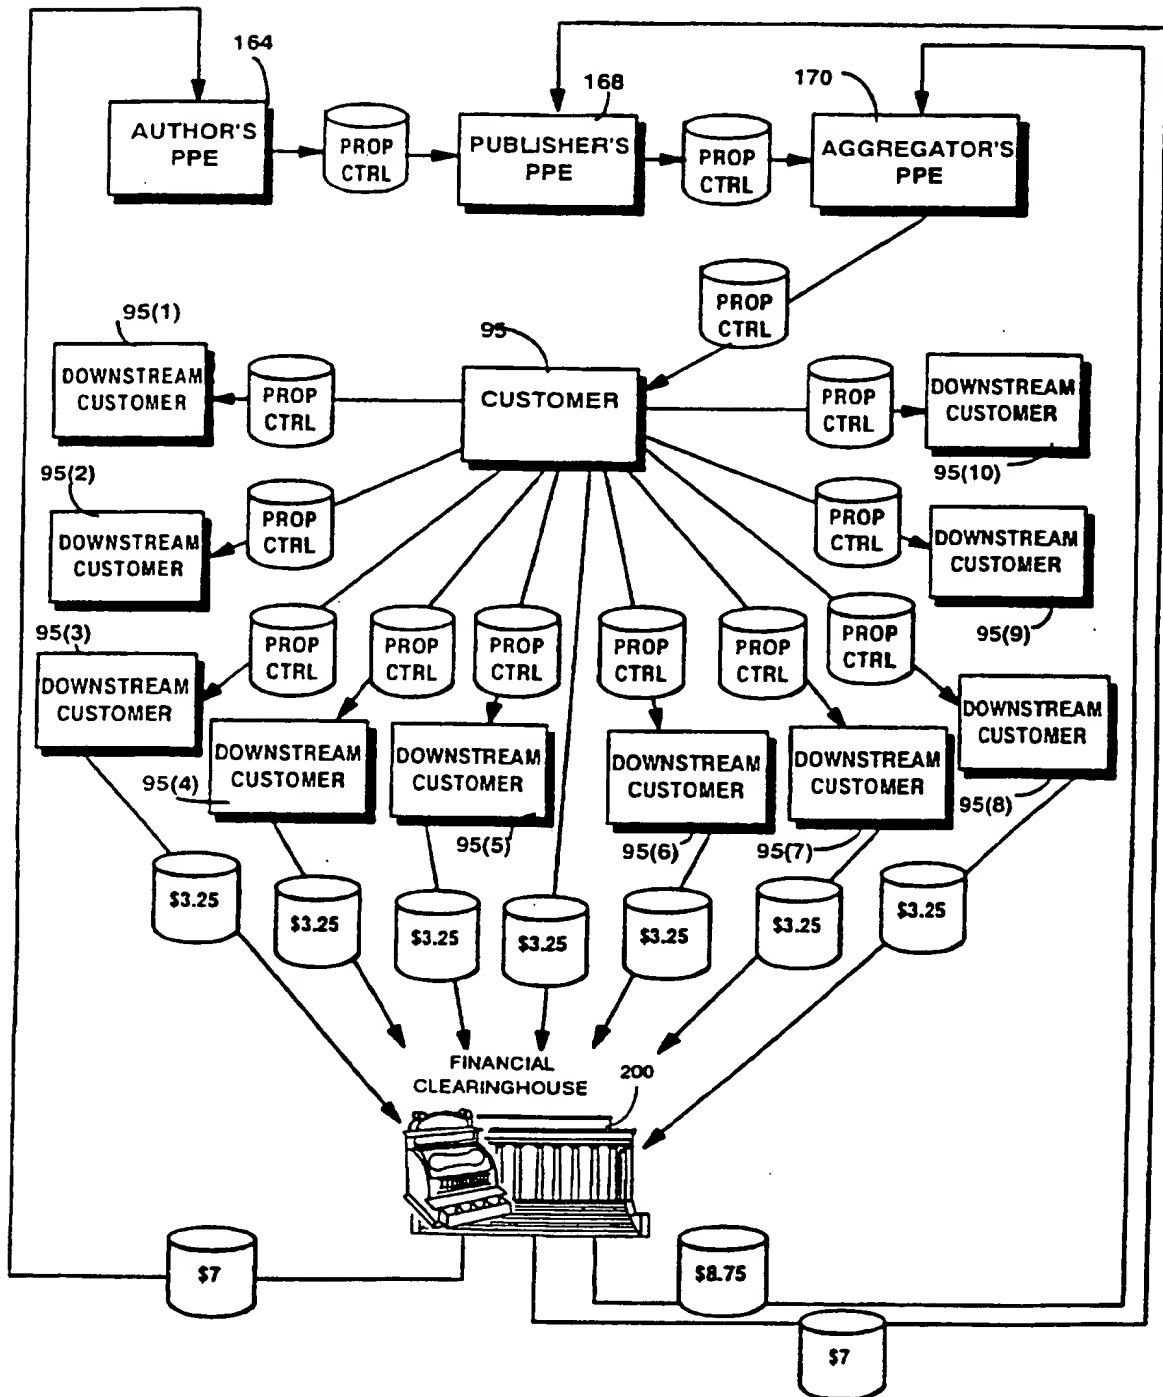 164
168
170
AUTHOR'S
PPE
PROP
CTRL
PUBLISHER'S
PPE
PROP
CTRL
AGGREGATOR'S
PPE
PROP
CTRL
95(1)
95
DOWNSTREAM
CUSTOMER
PROP
CTRL
CUSTOMER
PROP
CTRL
DOWNSTREAM
CUSTOMER
95(10)
95(2)
DOWNSTREAM
CUSTOMER
PROP
CTRL
PROP
CTRL
DOWNSTREAM
CUSTOMER
95(9)
95(3)
DOWNSTREAM
CUSTOMER
PROP
CTRL
PROP
CTRL
PROP
CTRL
PROP
CTRL
PROP
CTRL
PROP
CTRL
DOWNSTREAM
CUSTOMER
95(8)
DOWNSTREAM
CUSTOMER
95(4)
DOWNSTREAM
CUSTOMER
95(5)
DOWNSTREAM
CUSTOMER
95(6)
DOWNSTREAM
CUSTOMER
95(7)
$3.25
$3.25
$3.25
$3.25
$3.25
$3.25
$3.25
FINANCIAL
CLEARINGHOUSE
200
$7
$8.75
$7